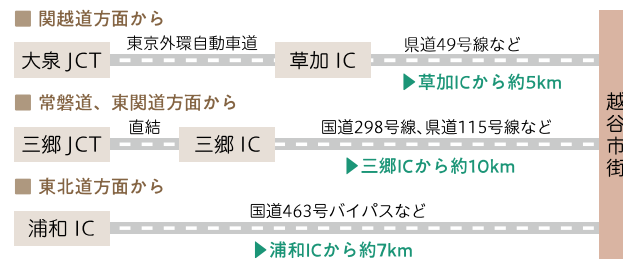 ■ 関越道方面から
大泉 JCT
東京外環自動車道
草加 IC
県道49号線など
▶草加ICから約5km
■ 常磐道、東関道方面から
三郷 JCT
直結
三郷 IC
国道298号線、県道115号線など
▶三郷ICから約10km
■ 東北道方面から
浦和 IC
国道463号バイパスなど
▶浦和ICから約7km
越谷市街